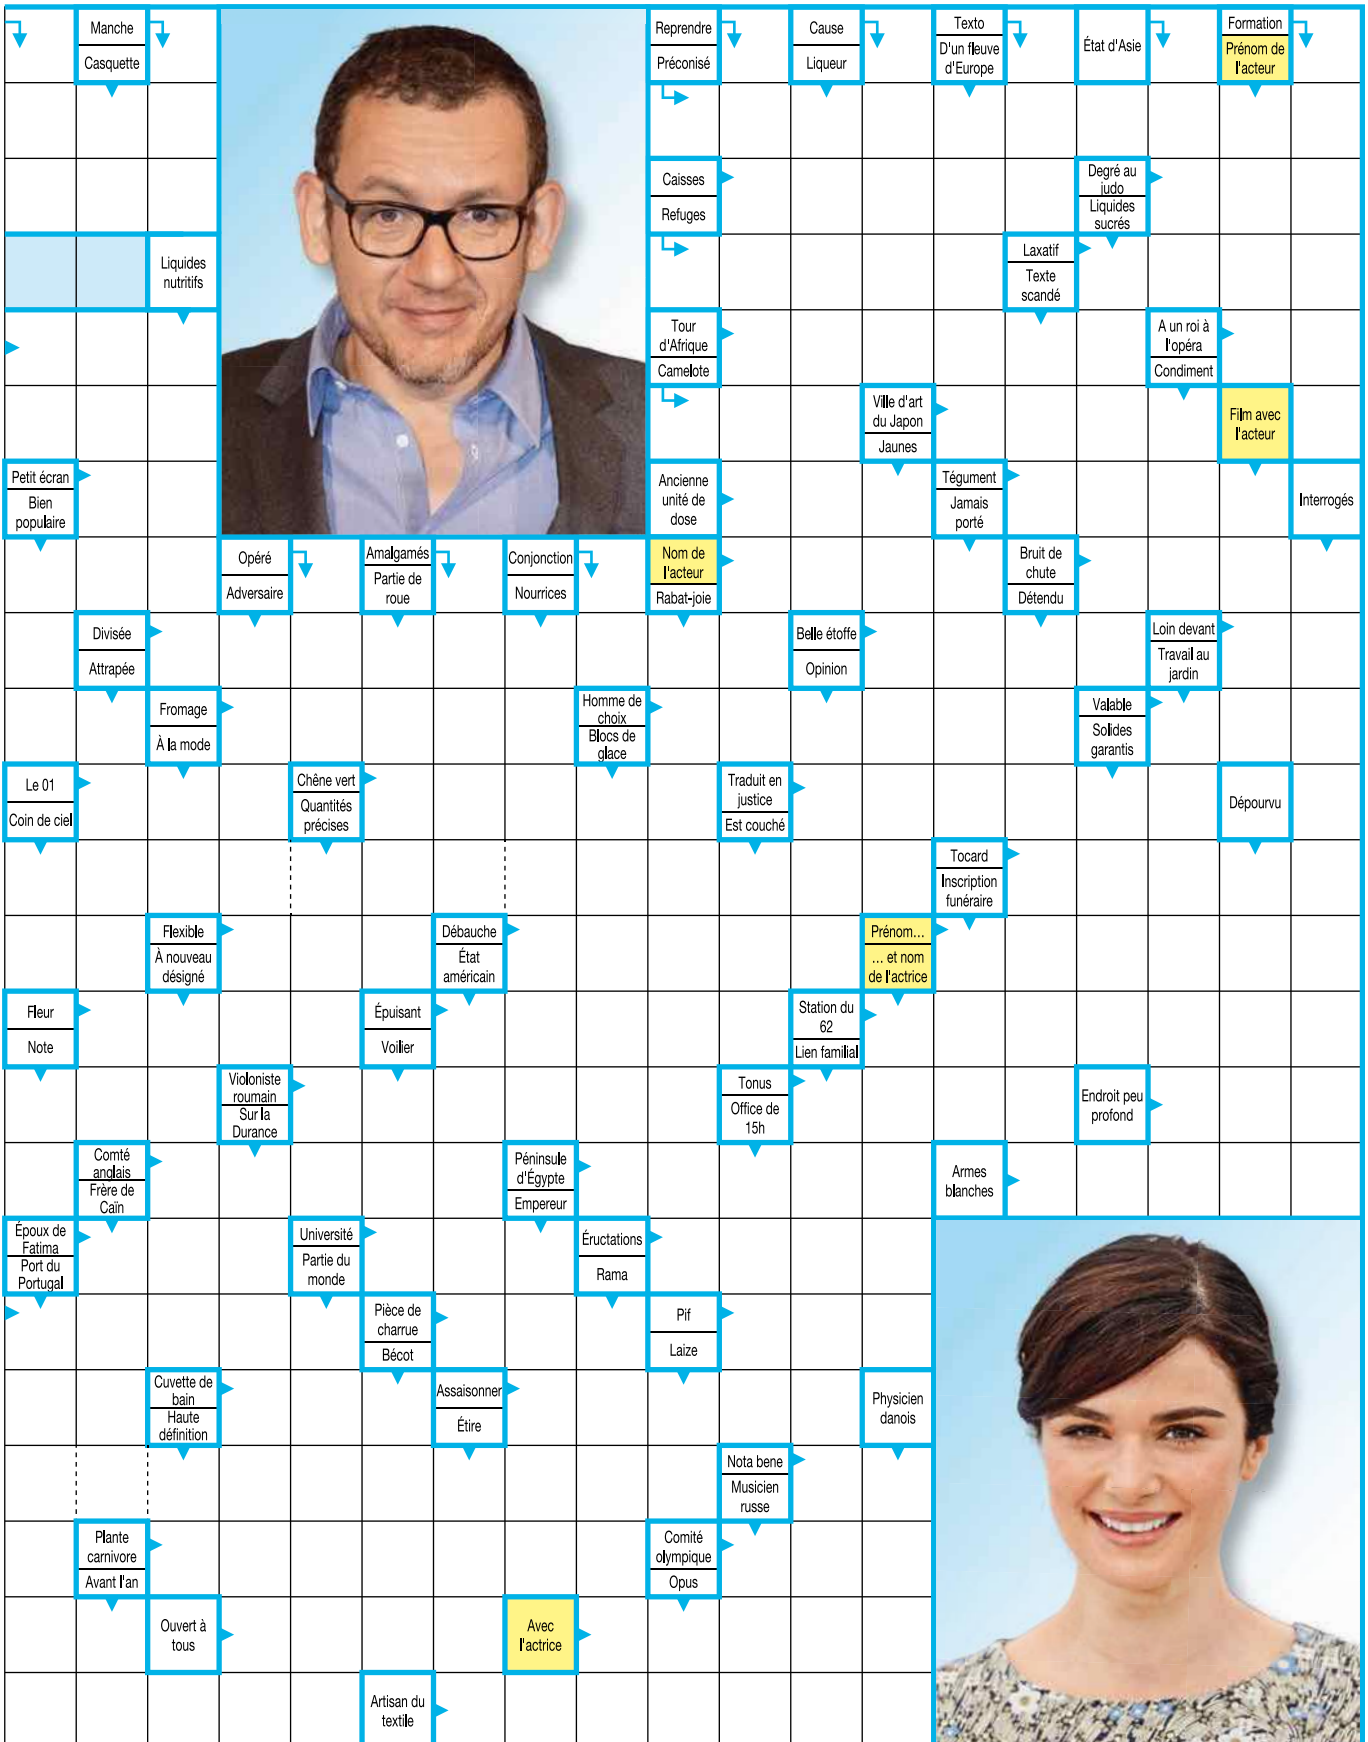 Manche
Casquette
Reprendre
Préconisé
Cause
Liqueur
Texto
D'un fleuve
d'Europe
État d'Asie
Formation
Prénom de
l'acteur
Caisses
Refuges
Degré au
judo
Liquides
sucrés
Liquides
nutritifs
Laxatif
Texte
scandé
Tour
d'Afrique
Camelote
A un roi à
l'opéra
Condiment
Ville d'art
du Japon
Jaunes
Film avec
l'acteur
Petit écran
Bien
populaire
Ancienne
unité de
dose
Tégument
Jamais
porté
Interrogés
Opéré
Adversaire
Amalgamés
Partie de
roue
Conjonction
Nourrices
Nom de
l'acteur
Rabat-joie
Bruit de
chute
Détendu
Divisée
Attrapée
Belle étoffe
Opinion
Loin devant
Travail au
jardin
Fromage
À la mode
Homme de
choix
Blocs de
glace
Valable
Solides
garantis
Le 01
Coin de ciel
Chêne vert
Quantités
précises
Traduit en
justice
Est couché
Dépourvu
Tocard
Inscription
funéraire
Flexible
À nouveau
désigné
Débauche
État
américain
Prénom...
... et nom
de l'actrice
Fleur
Note
Épuisant
Voilier
Station du
62
Lien familial
Violoniste
roumain
Sur la
Durance
Tonus
Office de
15h
Endroit peu
profond
Comté
anglais
Frère de
Caïn
Péninsule
d'Égypte
Empereur
Armes
blanches
Époux de
Fatima
Port du
Portugal
Université
Partie du
monde
Éructations
Rama
Pièce de
charrue
Bécot
Pif
Laize
Cuvette de
bain
Haute
définition
Assaisonner
Étire
Physicien
danois
Nota bene
Musicien
russe
Plante
carnivore
Avant l'an
Comité
olympique
Opus
Ouvert à
tous
Avec
l'actrice
Artisan du
textile